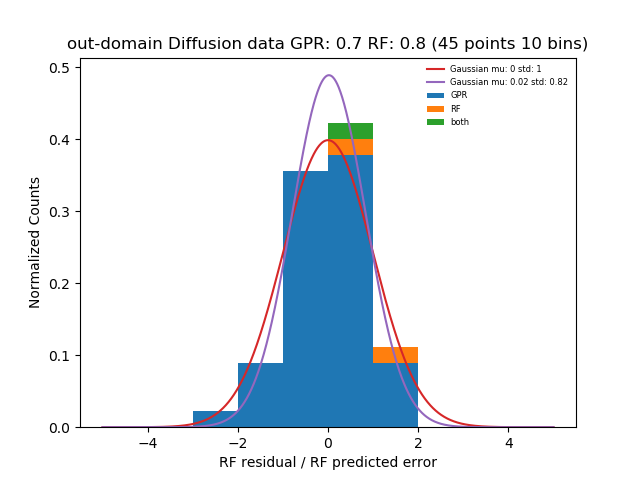 out-domain Diffusion data GPR: 0.7 RF: 0.8 (45 points 10 bins)
Gaussian mu: 0 std: 1
Gaussian mu: 0.02 std: 0.82
GPR
RF
both
Normalized Counts
0.5
0.4
0.3
0.2
0.1
0.0
−4
−2
0
2
4
RF residual / RF predicted error